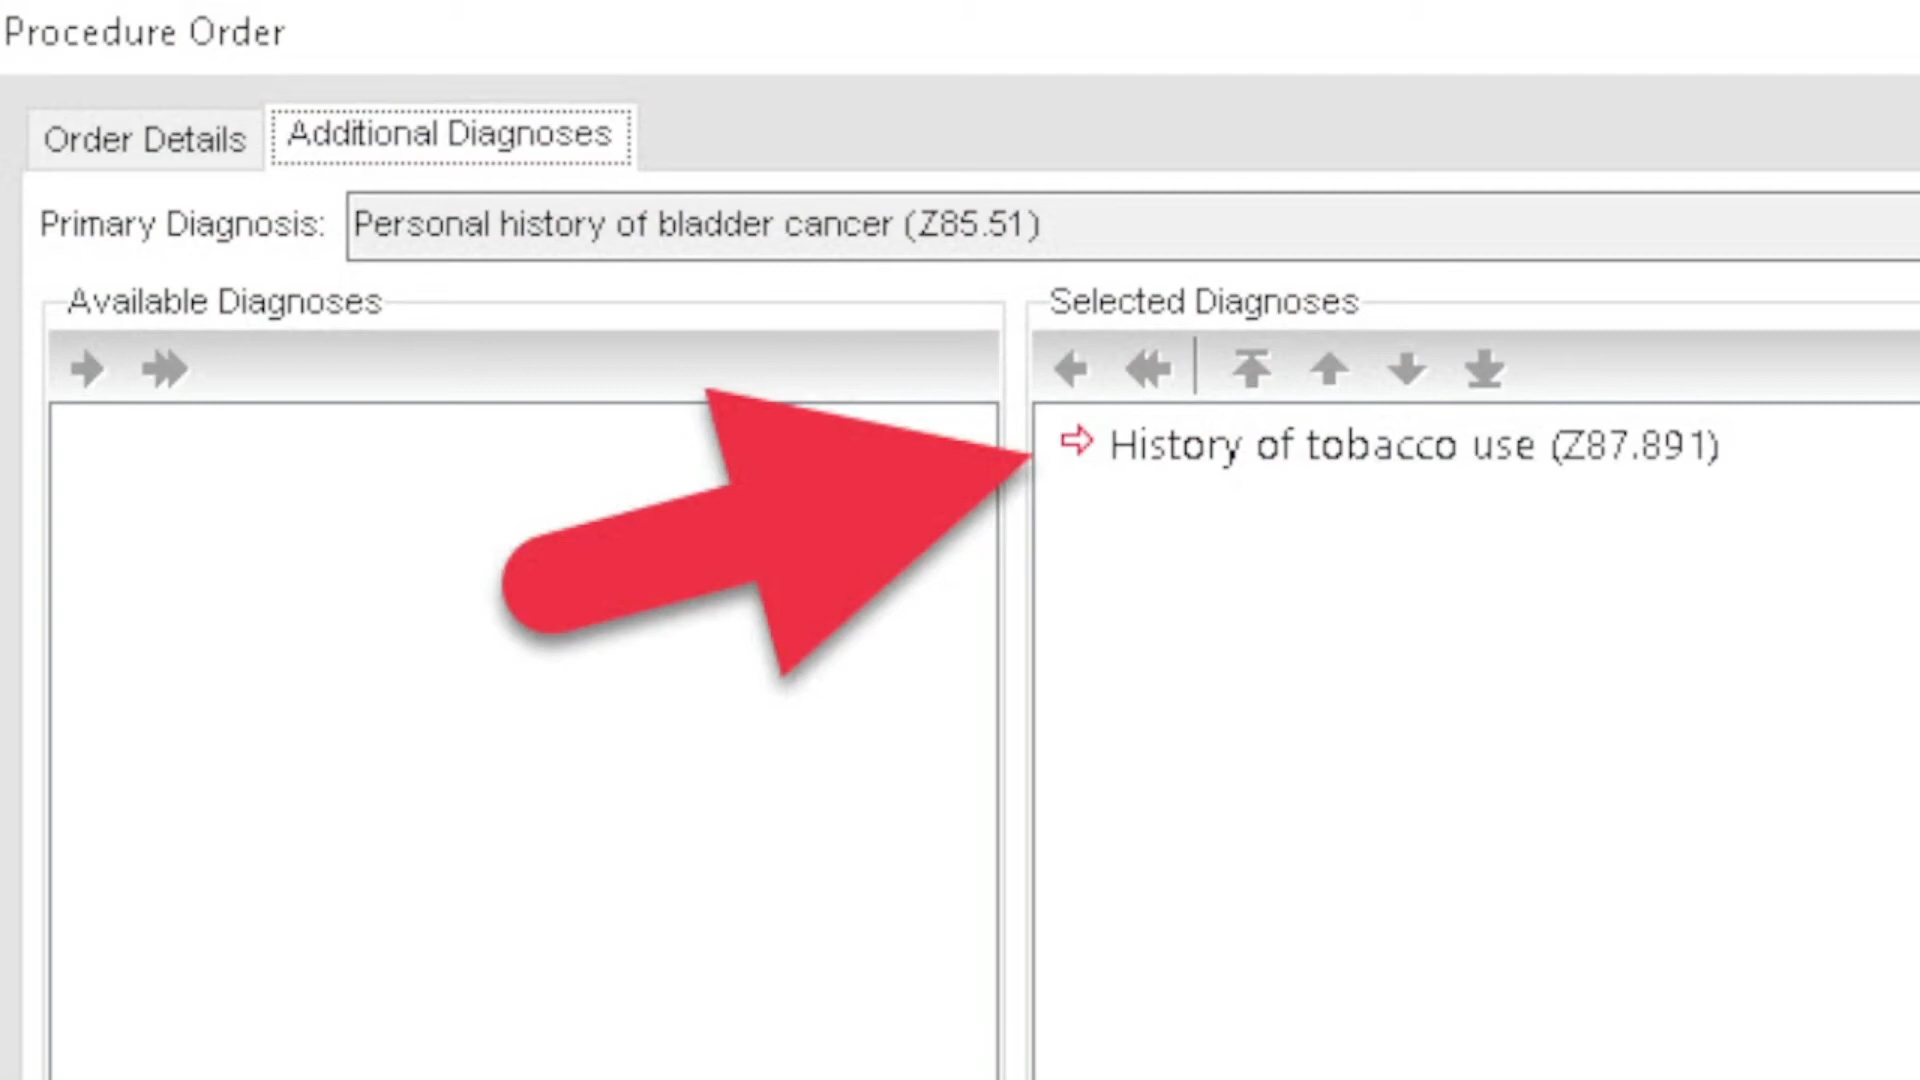 Procedure Order
Order Details
Additional Diagnoses
Primary Diagnosis: Personal history of bladder cancer (Z85.51)
Available Diagnoses
Selected Diagnoses
History of tobacco use (Z87.891)